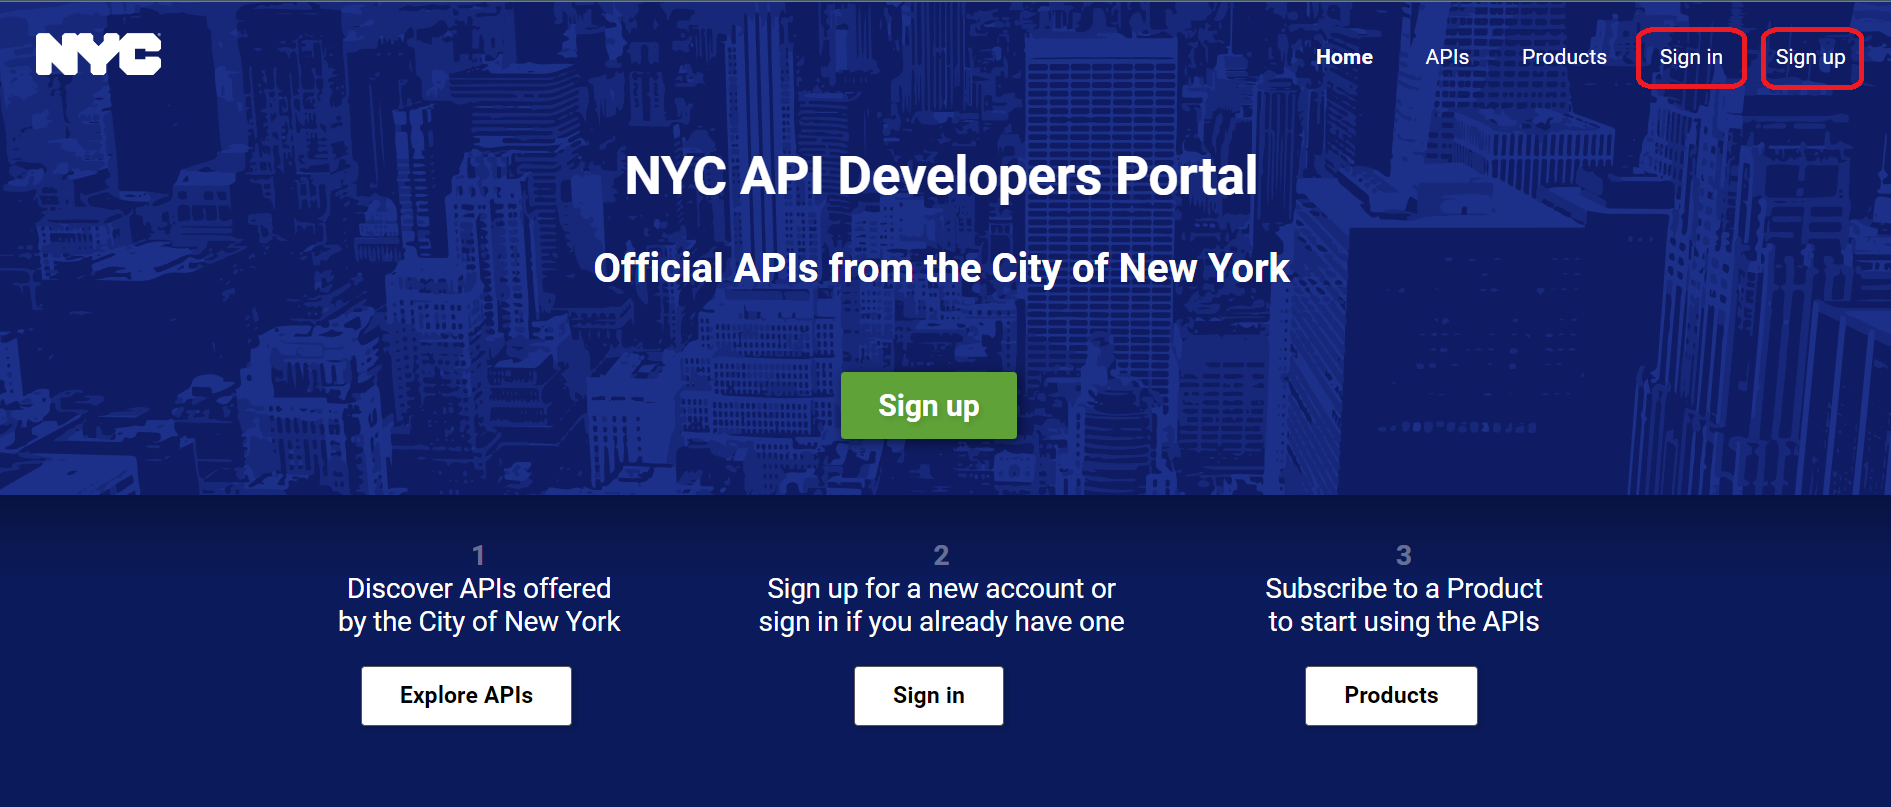 NYC
Home APIs Products Sign in Sign up
NYC API Developers Portal
Official APIs from the City of New York
Sign up
1
Discover APIs offered
by the City of New York
Explore APIs
2
Sign up for a new account or
sign in if you already have one
Sign in
3
Subscribe to a Product
to start using the APIs
Products